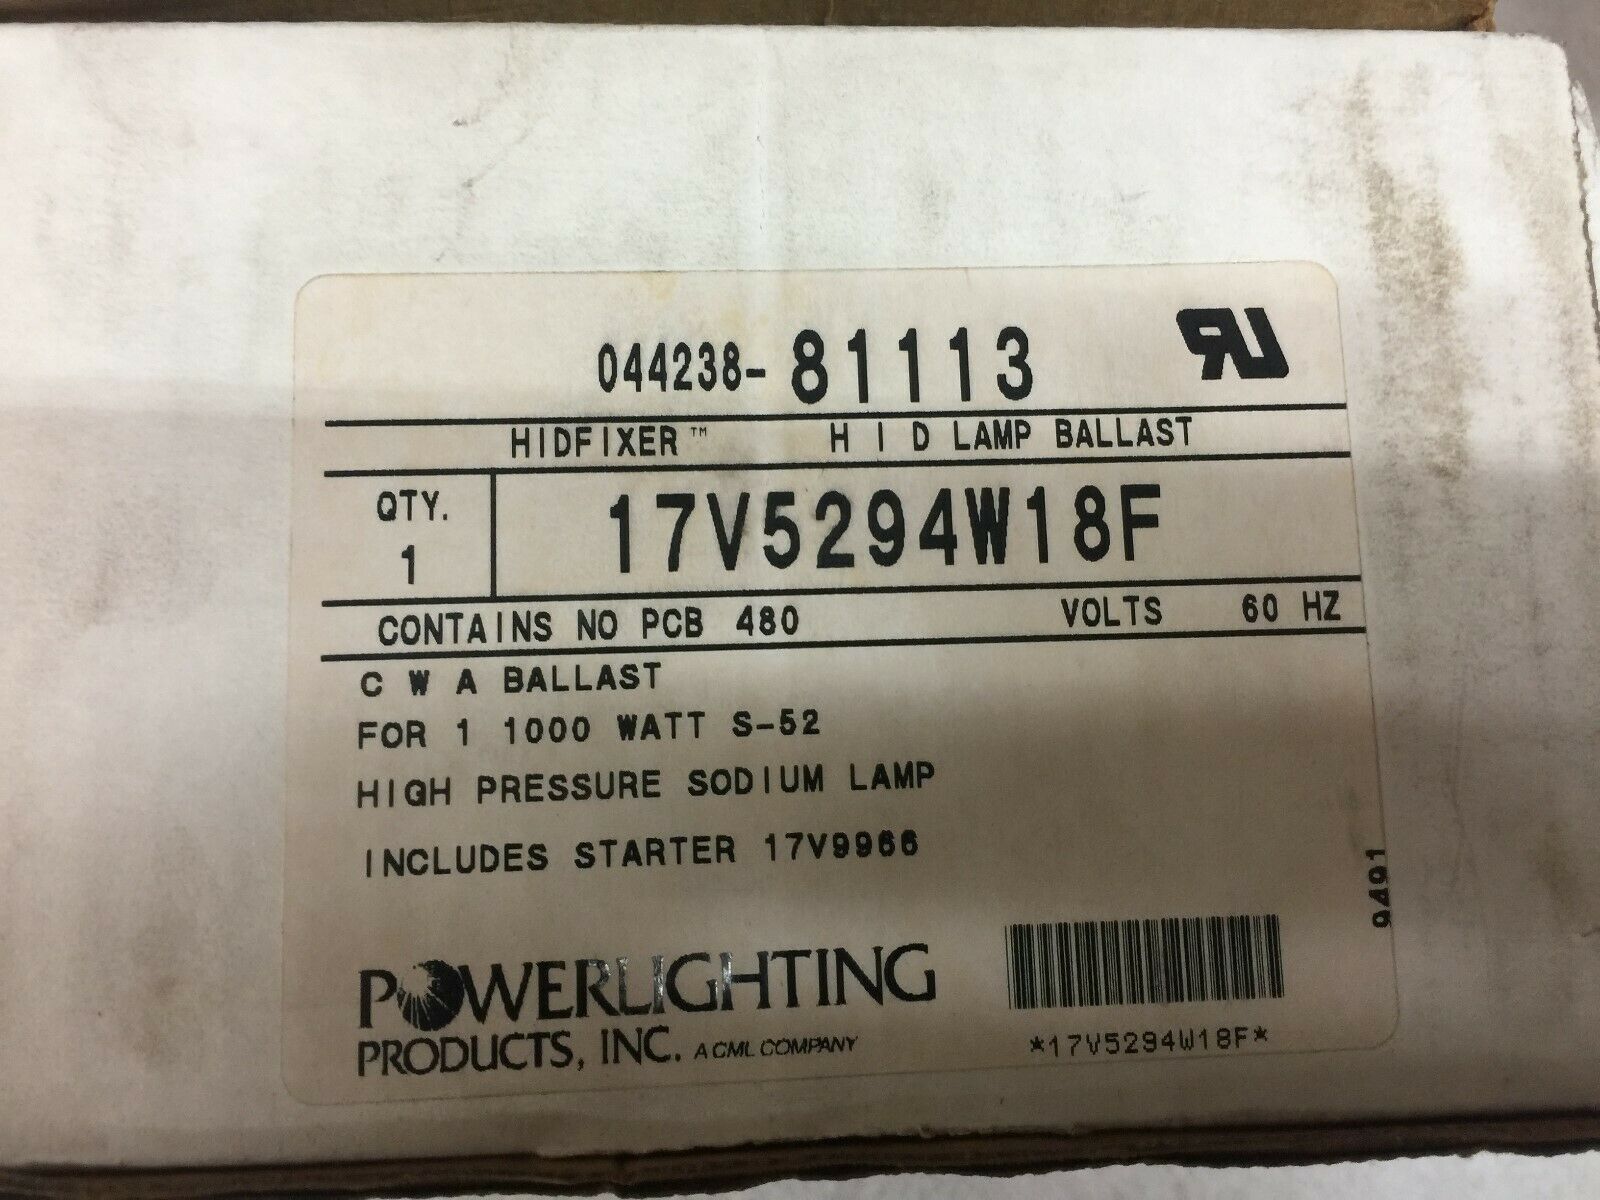 044238-81113
HIDFIXER™ H I D LAMP BALLAST
QTY.
1
17V5294W18F
CONTAINS NO PCB 480 VOLTS 60 HZ
C W A BALLAST
FOR 1 1000 WATT S-52
HIGH PRESSURE SODIUM LAMP
INCLUDES STARTER 17V9966
9491
POWERLIGHTING
PRODUCTS, INC. A CML COMPANY
*17V5294W18F*